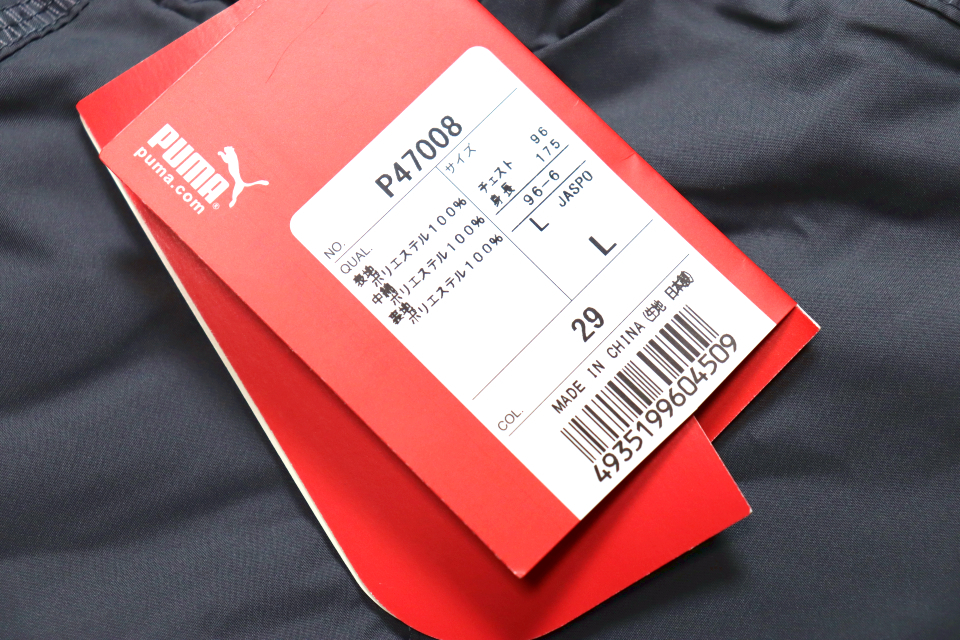 PUMA
puma.com
NO.
P47008
QUAL.
表地 ポリエステル100%
中綿 ポリエステル100%
裏地 ポリエステル100%
サイズ
チェスト 96
身長 175
96-6 JASPO
L
L
COL.
29
MADE IN CHINA (生地 日本製)
4935199604509